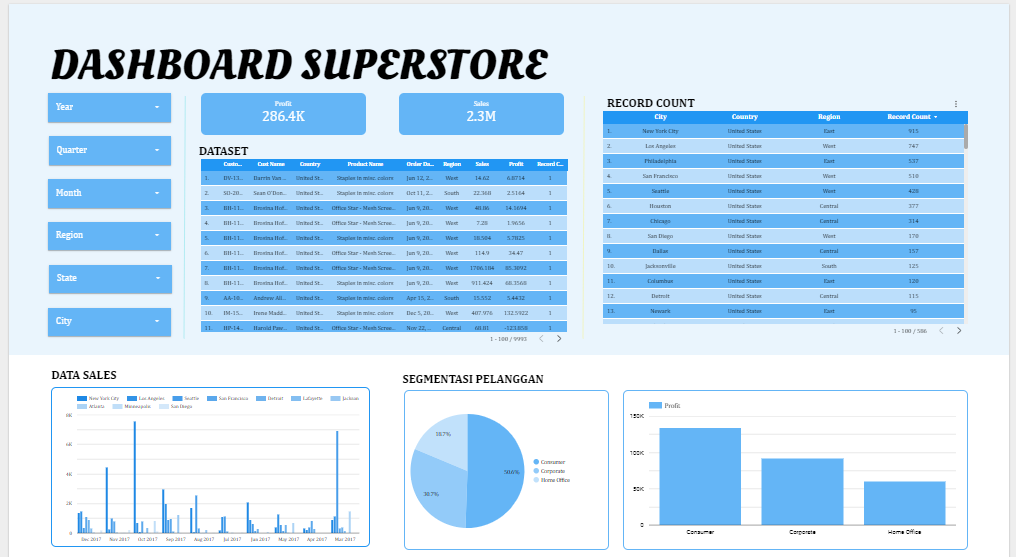 DASHBOARD SUPERSTORE
Year
Quarter
Month
Region
State
City
Profit
286.4K
Sales
2.3M
DATASET
Custo... Cust Name Country Product Name Order Da... Region Sales Profit Record C...
1. DV-13... Darrin Van... United St... Staples in misc. colors Jun 12, 2... West 14.62 6.8714 1
2. SO-20... Sean O'Don... United St... Staples in misc. colors Oct 11, 2... South 22.368 2.5164 1
3. BH-11... Brosina Hof... United St... Office Star - Mesh Scree... Jun 9, 20... West 48.86 14.1694 1
4. BH-11... Brosina Hof... United St... Office Star - Mesh Scree... Jun 9, 20... West 7.28 1.9656 1
5. BH-11... Brosina Hof... United St... Staples in misc. colors Jun 9, 20... West 18.504 5.7825 1
6. BH-11... Brosina Hof... United St... Office Star - Mesh Scree... Jun 9, 20... West 114.9 34.47 1
7. BH-11... Brosina Hof... United St... Office Star - Mesh Scree... Jun 9, 20... West 1706.184 85.3092 1
8. BH-11... Brosina Hof... United St... Staples in misc. colors Jun 9, 20... West 911.424 68.3568 1
9. AA-10... Andrew All... United St... Staples in misc. colors Apr 15, 2... South 15.552 5.4432 1
10. IM-15... Irene Madd... United St... Staples in misc. colors Dec 5, 20... West 407.976 132.5922 1
11. HP-14... Harold Paw... United St... Office Star - Mesh Scree... Nov 22,... Central 68.81 -123.858 1
1 - 100 / 9993
RECORD COUNT
City Country Region Record Count
1. New York City United States East 915
2. Los Angeles United States West 747
3. Philadelphia United States East 537
4. San Francisco United States West 510
5. Seattle United States West 428
6. Houston United States Central 377
7. Chicago United States Central 314
8. San Diego United States West 170
9. Dallas United States Central 157
10. Jacksonville United States South 125
11. Columbus United States East 120
12. Detroit United States Central 115
13. Newark United States East 95
1 - 100 / 586
DATA SALES
New York City Los Angeles Seattle San Francisco Detroit Lafayette Jackson
Atlanta Minneapolis San Diego
8K
6K
4K
2K
0
Dec 2017 Nov 2017 Oct 2017 Sep 2017 Aug 2017 Jul 2017 Jun 2017 May 2017 Apr 2017 Mar 2017
SEGMENTASI PELANGGAN
18.7%
30.7%
50.6%
Consumer
Corporate
Home Office
Profit
150K
100K
50K
0
Consumer Corporate Home Office